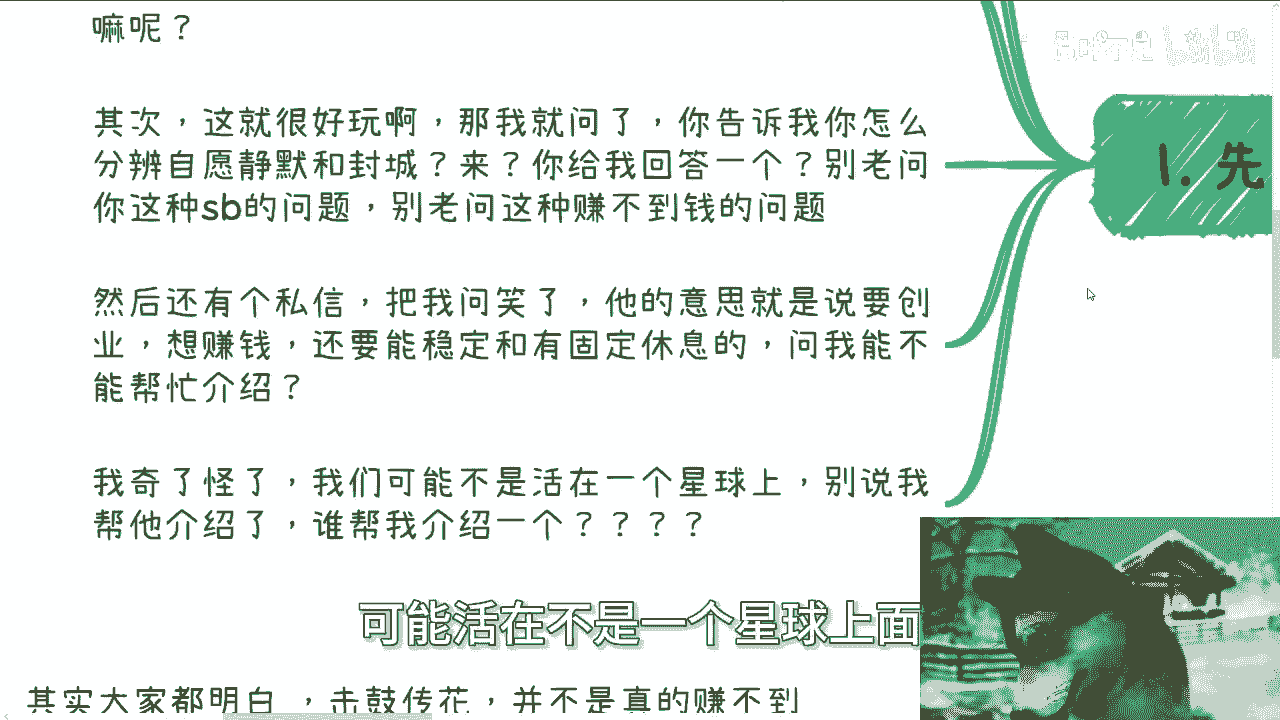 嘛呢？
其次，这就很好玩啊，那我就问了，你告诉我你怎么
分辨自愿静默和封城？来？你给我回答一个？别老问
你这种sb的问题，别老问这种赚不到钱的问题
然后还有个私信，把我问笑了，他的意思就是说要创
业，想赚钱，还要能稳定和有固定休息的，问我能不
能帮忙介绍？
我奇了怪了，我们可能不是活在一个星球上，别说我
帮他介绍了，谁帮我介绍一个？？？？
1. 先
可能活在不是一个星球上面
其实大家都明白 ，击鼓传花，并不是真的赚不到